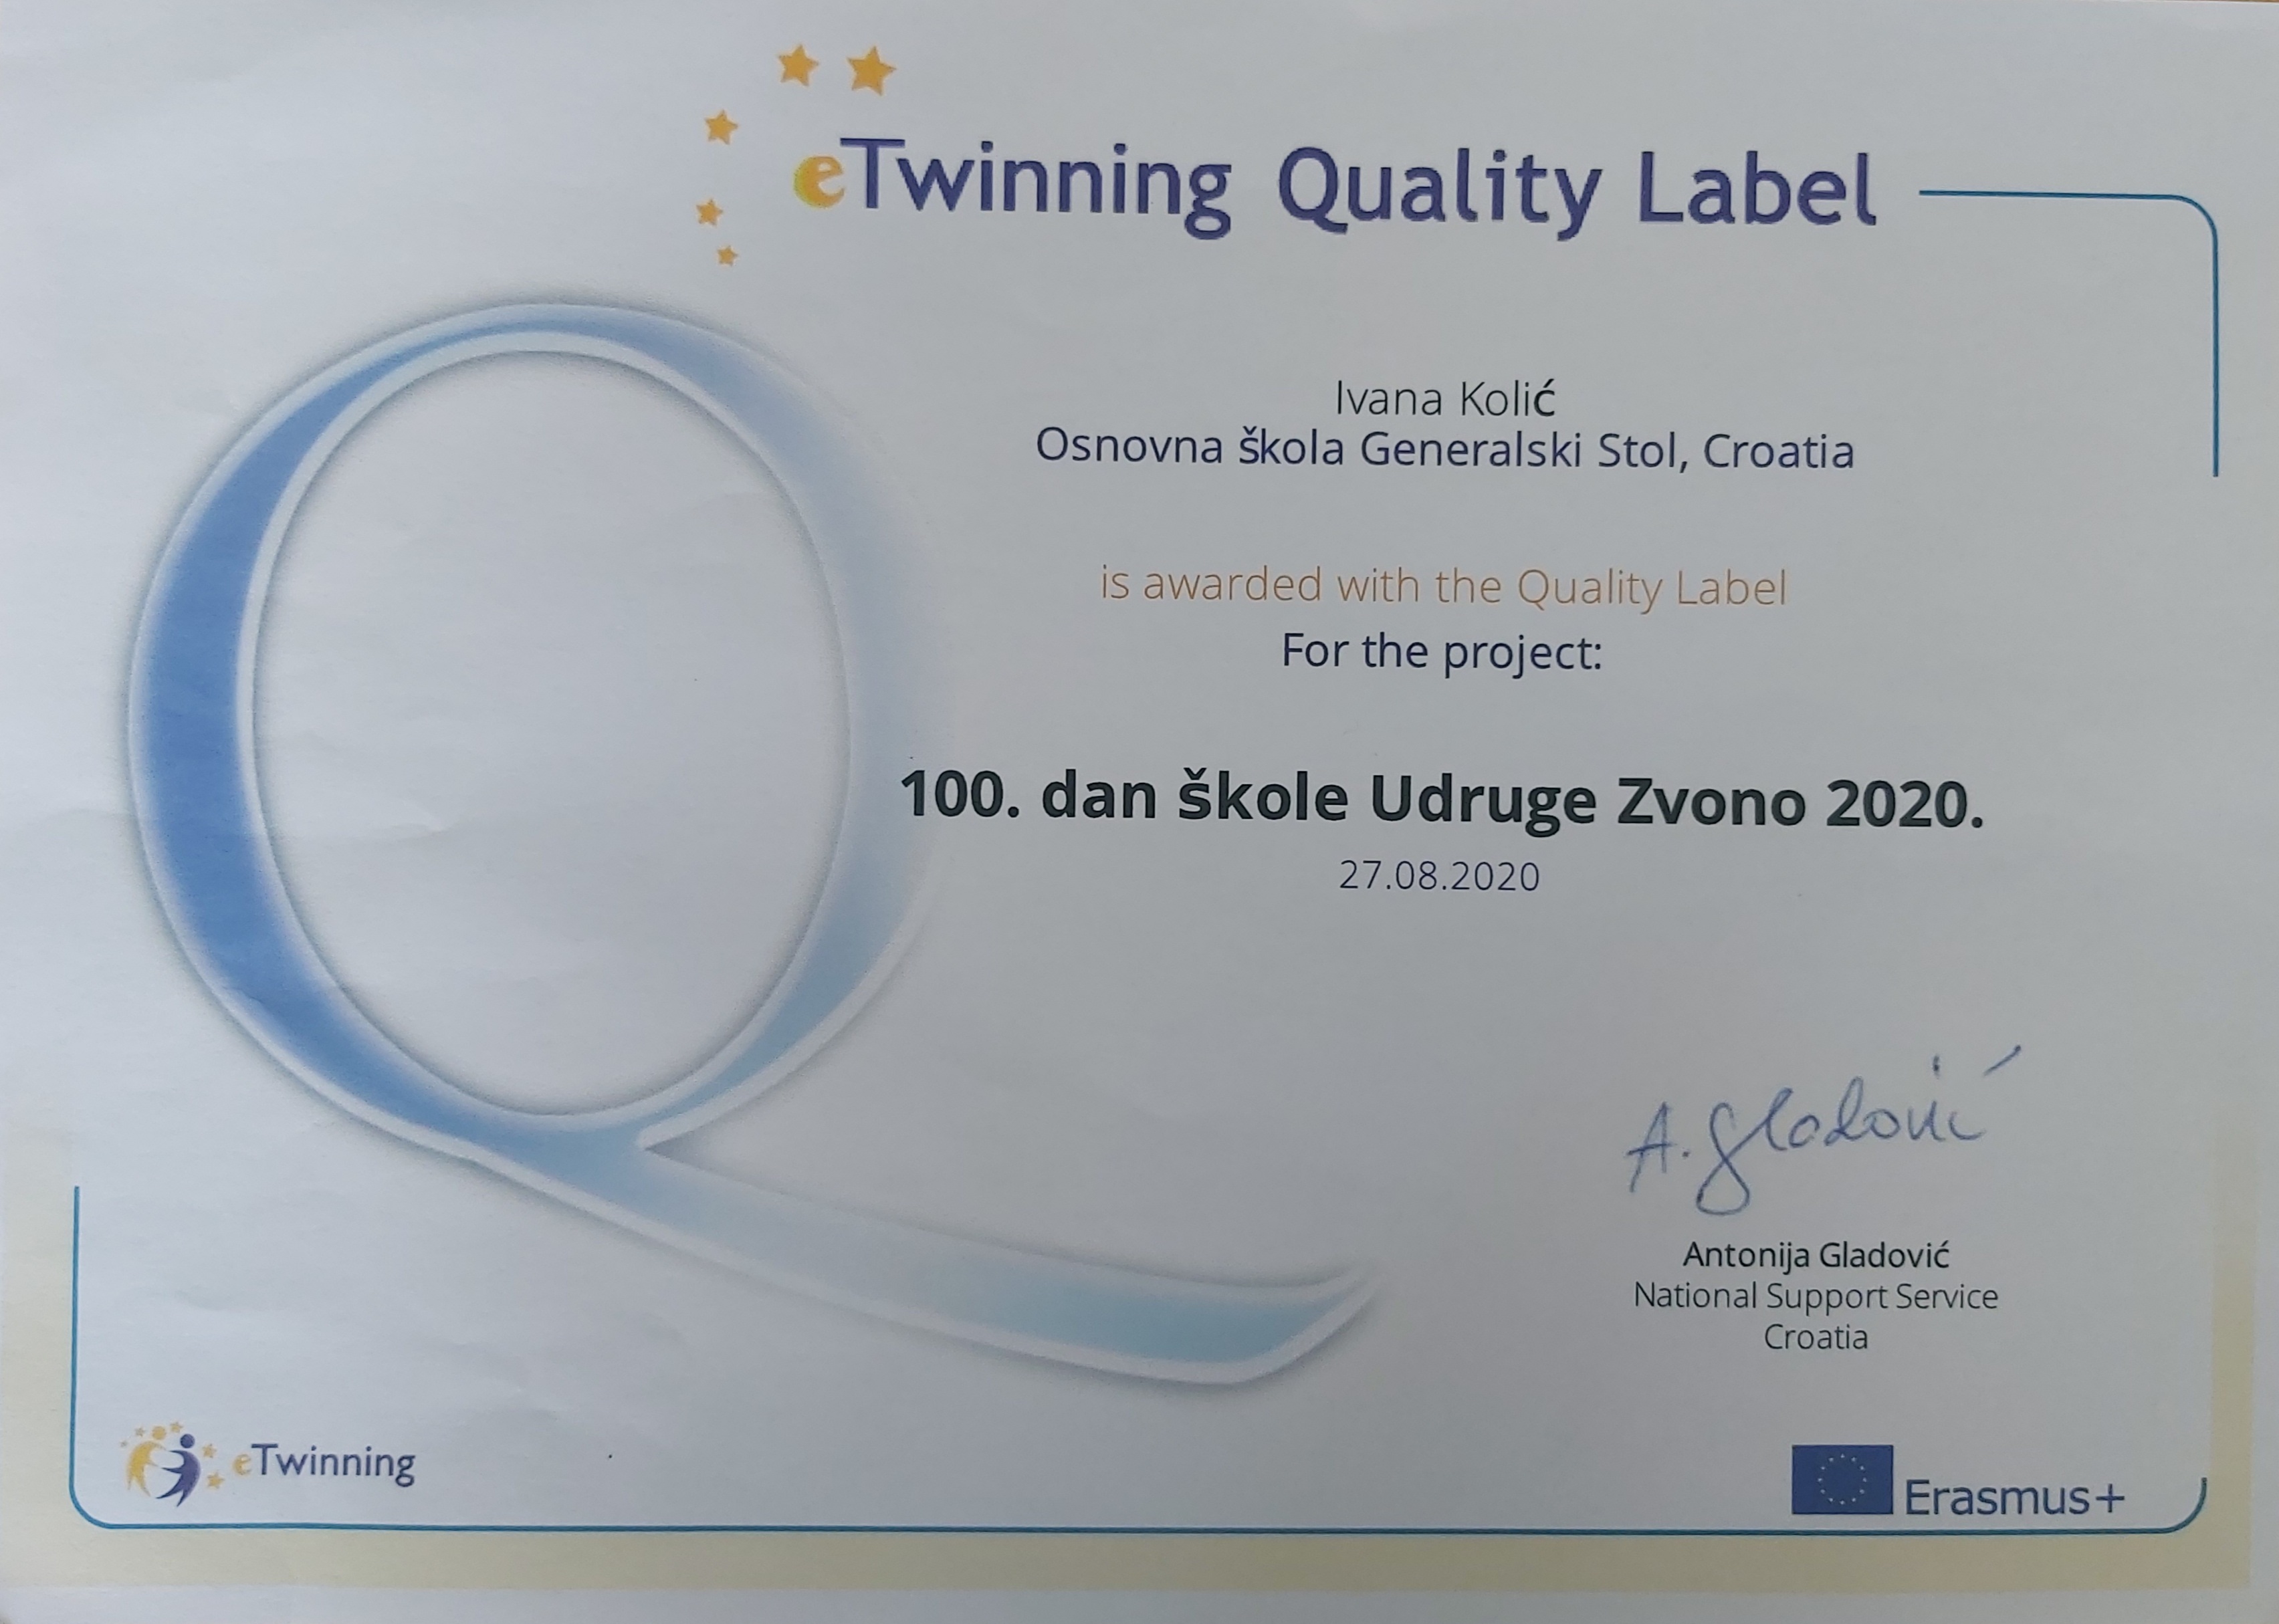 eTwinning Quality Label
Ivana Kolić
Osnovna škola Generalski Stol, Croatia
is awarded with the Quality Label
For the project:
100. dan škole Udruge Zvono 2020.
27.08.2020
A. Gladović
Antonija Gladović
National Support Service
Croatia
eTwinning
Erasmus+